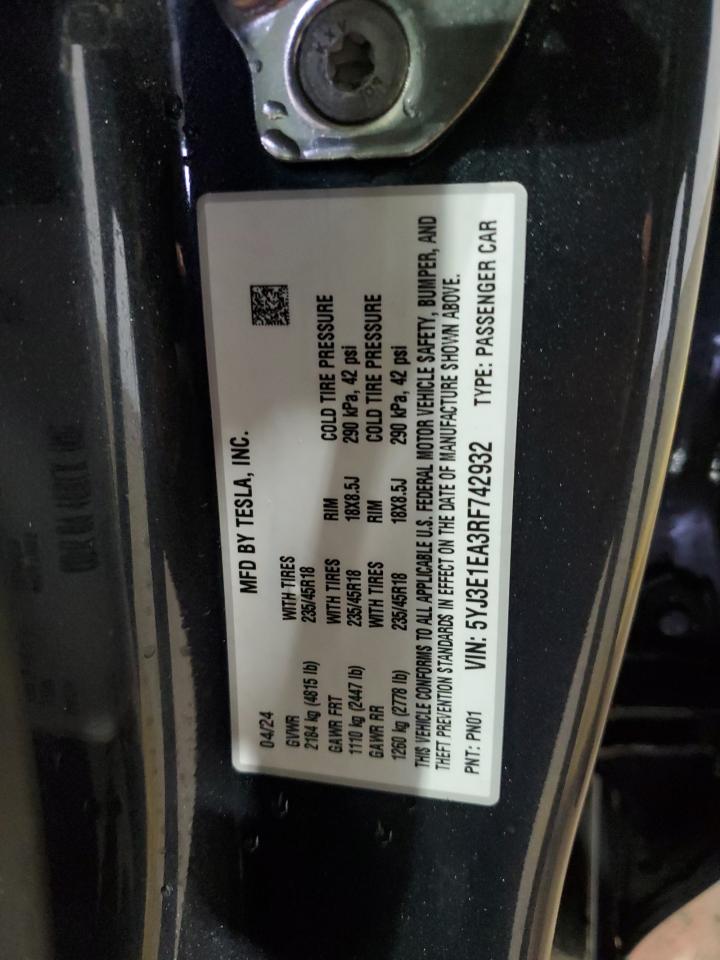 MFD BY TESLA, INC.
04/24
GVWR WITH TIRES
2184 kg (4815 lb) 235/45R18
GAWR FRT WITH TIRES RIM COLD TIRE PRESSURE
1110 kg (2447 lb) 235/45R18 18X8.5J 290 kPa, 42 psi
GAWR RR WITH TIRES RIM COLD TIRE PRESSURE
1260 kg (2778 lb) 235/45R18 18X8.5J 290 kPa, 42 psi
THIS VEHICLE CONFORMS TO ALL APPLICABLE U.S. FEDERAL MOTOR VEHICLE SAFETY, BUMPER, AND
THEFT PREVENTION STANDARDS IN EFFECT ON THE DATE OF MANUFACTURE SHOWN ABOVE.
PNT: PN01 VIN: 5YJ3E1EA3RF742932 TYPE: PASSENGER CAR